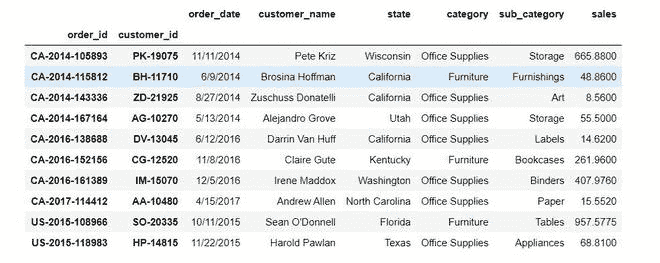 order_date customer_name state category sub_category sales
order_id customer_id
CA-2014-105893 PK-19075 11/11/2014 Pete Kriz Wisconsin Office Supplies Storage 665.8800
CA-2014-115812 BH-11710 6/9/2014 Brosina Hoffman California Furniture Furnishings 48.8600
CA-2014-143336 ZD-21925 8/27/2014 Zuschuss Donatelli California Office Supplies Art 8.5600
CA-2014-167164 AG-10270 5/13/2014 Alejandro Grove Utah Office Supplies Storage 55.5000
CA-2016-138688 DV-13045 6/12/2016 Darrin Van Huff California Office Supplies Labels 14.6200
CA-2016-152156 CG-12520 11/8/2016 Claire Gute Kentucky Furniture Bookcases 261.9600
CA-2016-161389 IM-15070 12/5/2016 Irene Maddox Washington Office Supplies Binders 407.9760
CA-2017-114412 AA-10480 4/15/2017 Andrew Allen North Carolina Office Supplies Paper 15.5520
US-2015-108966 SO-20335 10/11/2015 Sean O'Donnell Florida Furniture Tables 957.5775
US-2015-118983 HP-14815 11/22/2015 Harold Pawlan Texas Office Supplies Appliances 68.8100